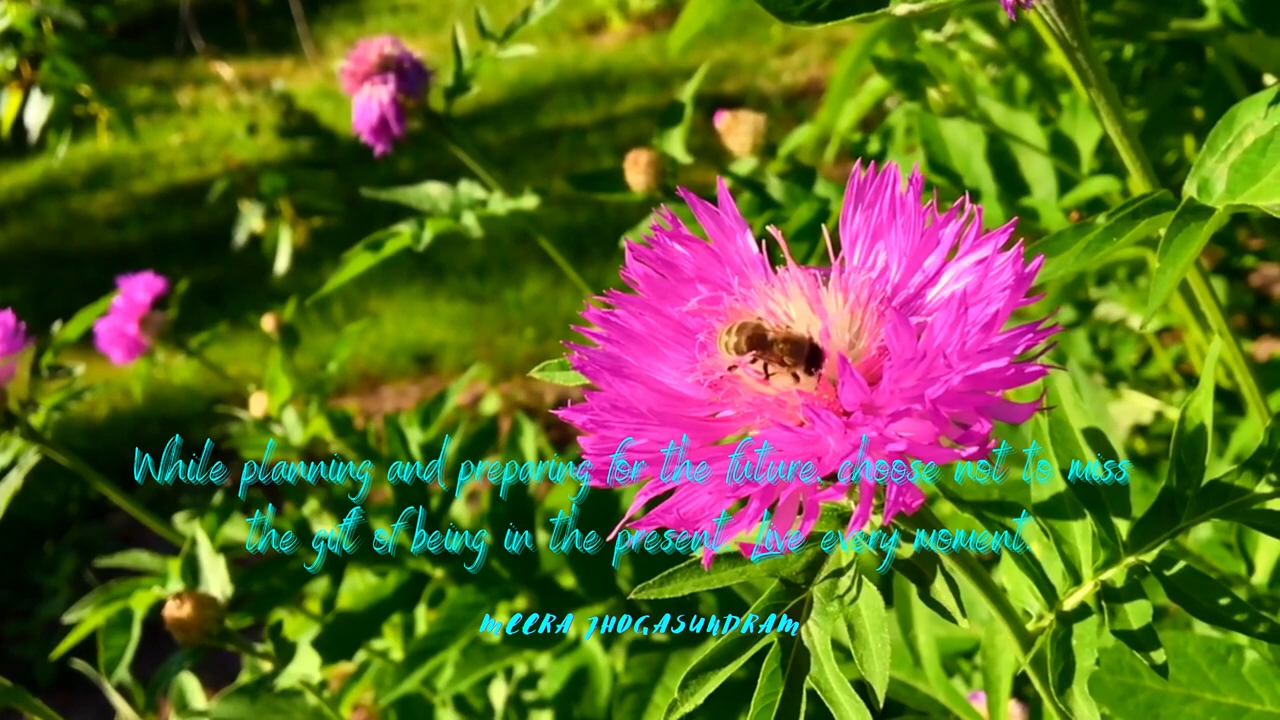 While planning and preparing for the future, choose not to miss
the gift of being in the present. Live every moment.
MEERA JHOGASUNDRAM